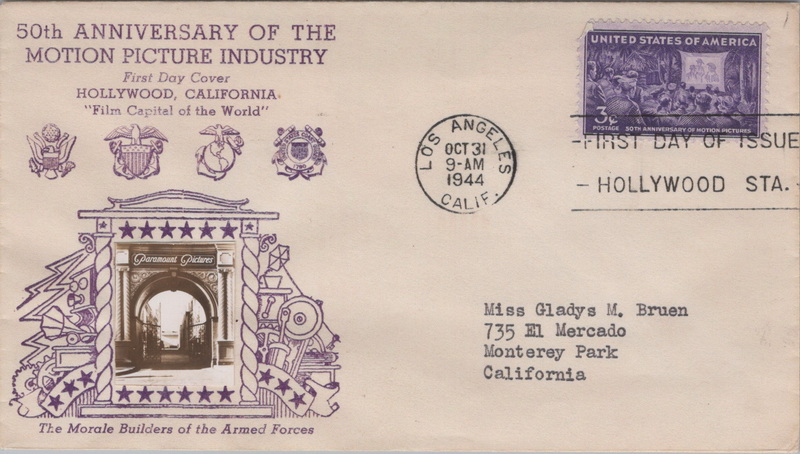 50th ANNIVERSARY OF THE
MOTION PICTURE INDUSTRY
First Day Cover
HOLLYWOOD, CALIFORNIA
"Film Capital of the World"
Paramount Pictures
The Morale Builders of the Armed Forces
LOS ANGELES
OCT 31
9-AM
1944
CALIF.
UNITED STATES OF AMERICA
3¢
POSTAGE 50TH ANNIVERSARY OF MOTION PICTURES
-FIRST DAY OF ISSUE
- HOLLYWOOD STA. -
Miss Gladys M. Bruen
735 El Mercado
Monterey Park
California